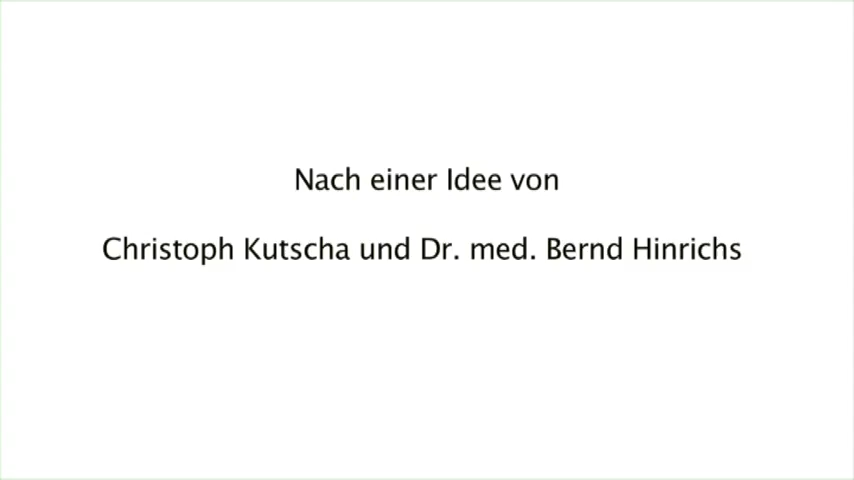 Nach einer Idee von
Christoph Kutscha und Dr. med. Bernd Hinrichs